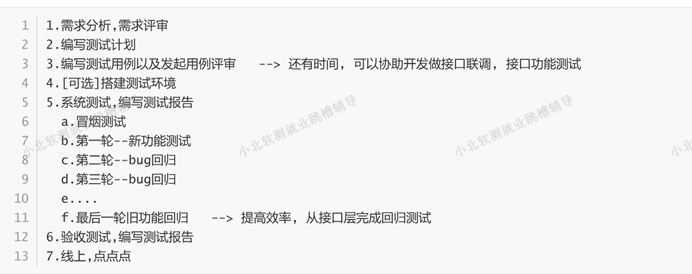 1 1.需求分析,需求评审
2 2.编写测试计划
3 3.编写测试用例以及发起用例评审 --> 还有时间, 可以协助开发做接口联调, 接口功能测试
4 4.[可选]搭建测试环境
5 5.系统测试,编写测试报告
6 a.冒烟测试
7 b.第一轮--新功能测试
8 c.第二轮--bug回归
9 d.第三轮--bug回归
10 e....
11 f.最后一轮旧功能回归 --> 提高效率, 从接口层完成回归测试
12 6.验收测试,编写测试报告
13 7.线上,点点点
小北软测就业跳槽辅导
小北软测就业跳槽辅导
小北软测就业跳槽辅导
小